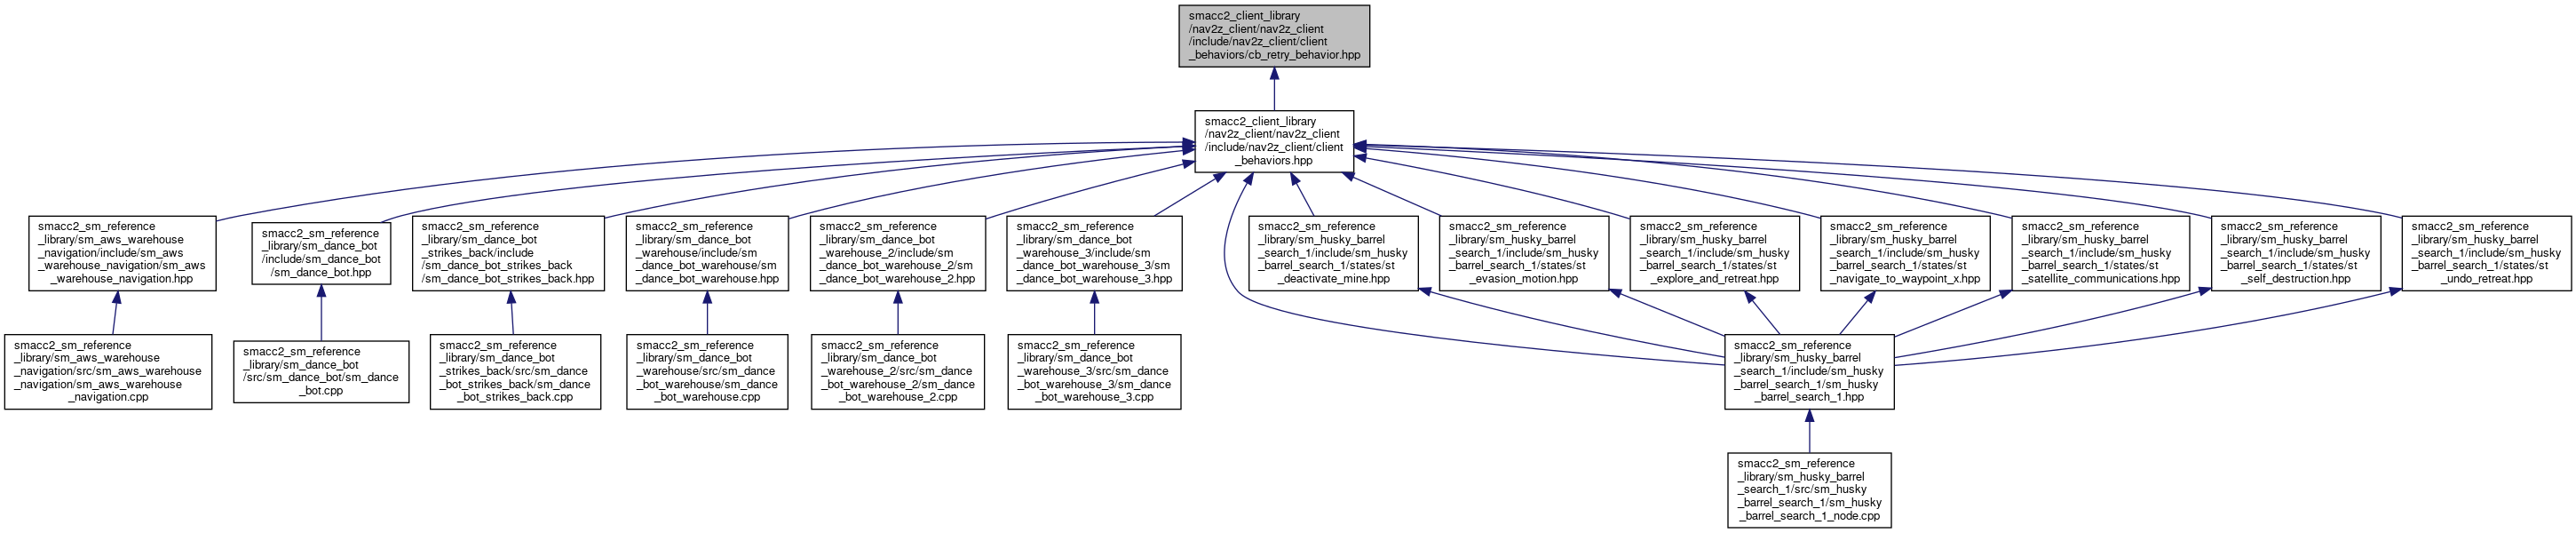 smacc2_client_library
/nav2z_client/nav2z_client
/include/nav2z_client/client
_behaviors/cb_retry_behavior.hpp
smacc2_client_library
/nav2z_client/nav2z_client
/include/nav2z_client/client
_behaviors.hpp
smacc2_sm_reference
_library/sm_aws_warehouse
_navigation/include/sm_aws
_warehouse_navigation/sm_aws
_warehouse_navigation.hpp
smacc2_sm_reference
_library/sm_dance_bot
/include/sm_dance_bot
/sm_dance_bot.hpp
smacc2_sm_reference
_library/sm_dance_bot
_strikes_back/include
/sm_dance_bot_strikes_back
/sm_dance_bot_strikes_back.hpp
smacc2_sm_reference
_library/sm_dance_bot
_warehouse/include/sm
_dance_bot_warehouse/sm
_dance_bot_warehouse.hpp
smacc2_sm_reference
_library/sm_dance_bot
_warehouse_2/include/sm
_dance_bot_warehouse_2/sm
_dance_bot_warehouse_2.hpp
smacc2_sm_reference
_library/sm_dance_bot
_warehouse_3/include/sm
_dance_bot_warehouse_3/sm
_dance_bot_warehouse_3.hpp
smacc2_sm_reference
_library/sm_husky_barrel
_search_1/include/sm_husky
_barrel_search_1/states/st
_deactivate_mine.hpp
smacc2_sm_reference
_library/sm_husky_barrel
_search_1/include/sm_husky
_barrel_search_1/states/st
_evasion_motion.hpp
smacc2_sm_reference
_library/sm_husky_barrel
_search_1/include/sm_husky
_barrel_search_1/states/st
_explore_and_retreat.hpp
smacc2_sm_reference
_library/sm_husky_barrel
_search_1/include/sm_husky
_barrel_search_1/states/st
_navigate_to_waypoint_x.hpp
smacc2_sm_reference
_library/sm_husky_barrel
_search_1/include/sm_husky
_barrel_search_1/states/st
_satellite_communications.hpp
smacc2_sm_reference
_library/sm_husky_barrel
_search_1/include/sm_husky
_barrel_search_1/states/st
_self_destruction.hpp
smacc2_sm_reference
_library/sm_husky_barrel
_search_1/include/sm_husky
_barrel_search_1/states/st
_undo_retreat.hpp
smacc2_sm_reference
_library/sm_aws_warehouse
_navigation/src/sm_aws_warehouse
_navigation/sm_aws_warehouse
_navigation.cpp
smacc2_sm_reference
_library/sm_dance_bot
/src/sm_dance_bot/sm_dance
_bot.cpp
smacc2_sm_reference
_library/sm_dance_bot
_strikes_back/src/sm_dance
_bot_strikes_back/sm_dance
_bot_strikes_back.cpp
smacc2_sm_reference
_library/sm_dance_bot
_warehouse/src/sm_dance
_bot_warehouse/sm_dance
_bot_warehouse.cpp
smacc2_sm_reference
_library/sm_dance_bot
_warehouse_2/src/sm_dance
_bot_warehouse_2/sm_dance
_bot_warehouse_2.cpp
smacc2_sm_reference
_library/sm_dance_bot
_warehouse_3/src/sm_dance
_bot_warehouse_3/sm_dance
_bot_warehouse_3.cpp
smacc2_sm_reference
_library/sm_husky_barrel
_search_1/include/sm_husky
_barrel_search_1/sm_husky
_barrel_search_1.hpp
smacc2_sm_reference
_library/sm_husky_barrel
_search_1/src/sm_husky
_barrel_search_1/sm_husky
_barrel_search_1_node.cpp